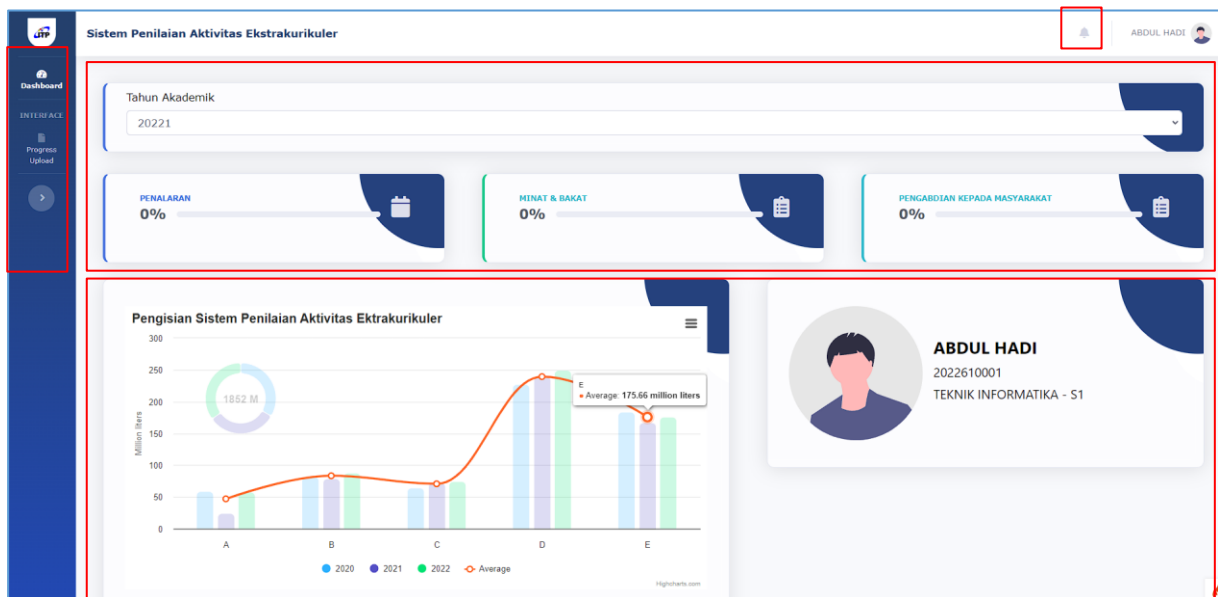 ITP
Sistem Penilaian Aktivitas Ekstrakurikuler
ABDUL HADI
Dashboard
INTERFACE
Progress
Upload
Tahun Akademik
20221
PENALARAN
0%
MINAT & BAKAT
0%
PENGABDIAN KEPADA MASYARAKAT
0%
Pengisian Sistem Penilaian Aktivitas Ektrakurikuler
Million liters
300
250
200
150
100
50
0
1852 M
E
Average: 175.66 million liters
A
B
C
D
E
2020
2021
2022
Average
Highcharts.com
ABDUL HADI
2022610001
TEKNIK INFORMATIKA - S1